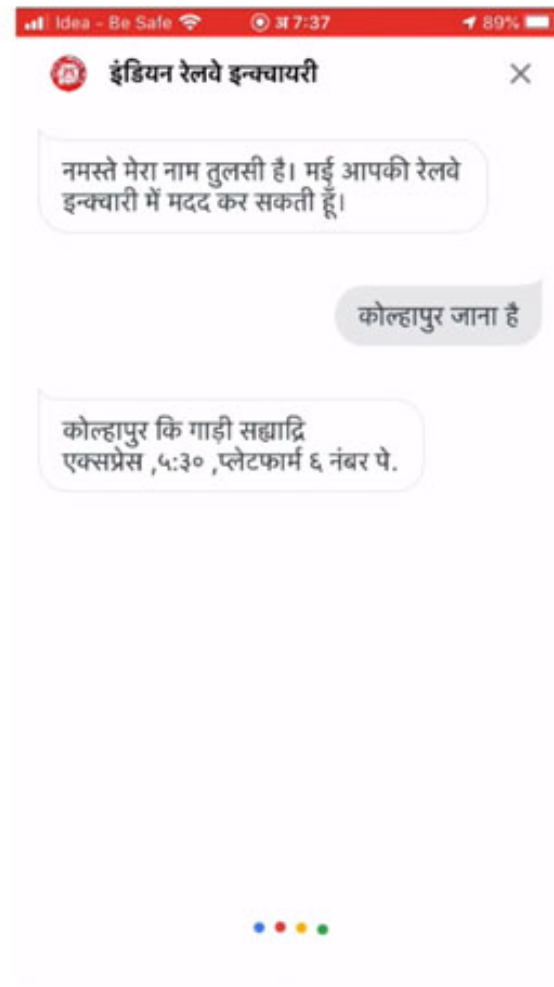 Idea - Be Safe अ 7:37 89%
इंडियन रेलवे इन्क्वायरी
नमस्ते मेरा नाम तुलसी है। मई आपकी रेलवे
इन्क्वारी में मदद कर सकती हूँ।
कोल्हापुर जाना है
कोल्हापुर कि गाड़ी सह्याद्रि
एक्सप्रेस ,५:३० ,प्लेटफार्म ६ नंबर पे.